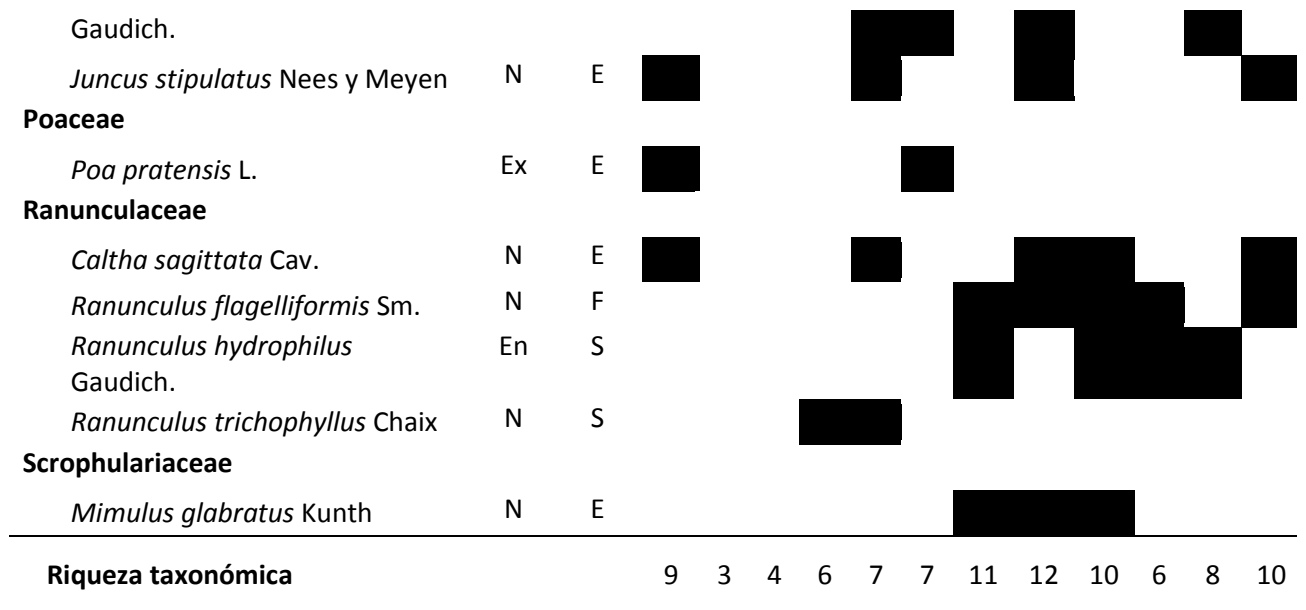 Gaudich.
Juncus stipulatus Nees y Meyen N E
Poaceae
Poa pratensis L. Ex E
Ranunculaceae
Caltha sagittata Cav. N E
Ranunculus flagelliformis Sm. N F
Ranunculus hydrophilus En S
Gaudich.
Ranunculus trichophyllus Chaix N S
Scrophulariaceae
Mimulus glabratus Kunth N E
Riqueza taxonómica 9 3 4 6 7 7 11 12 10 6 8 10